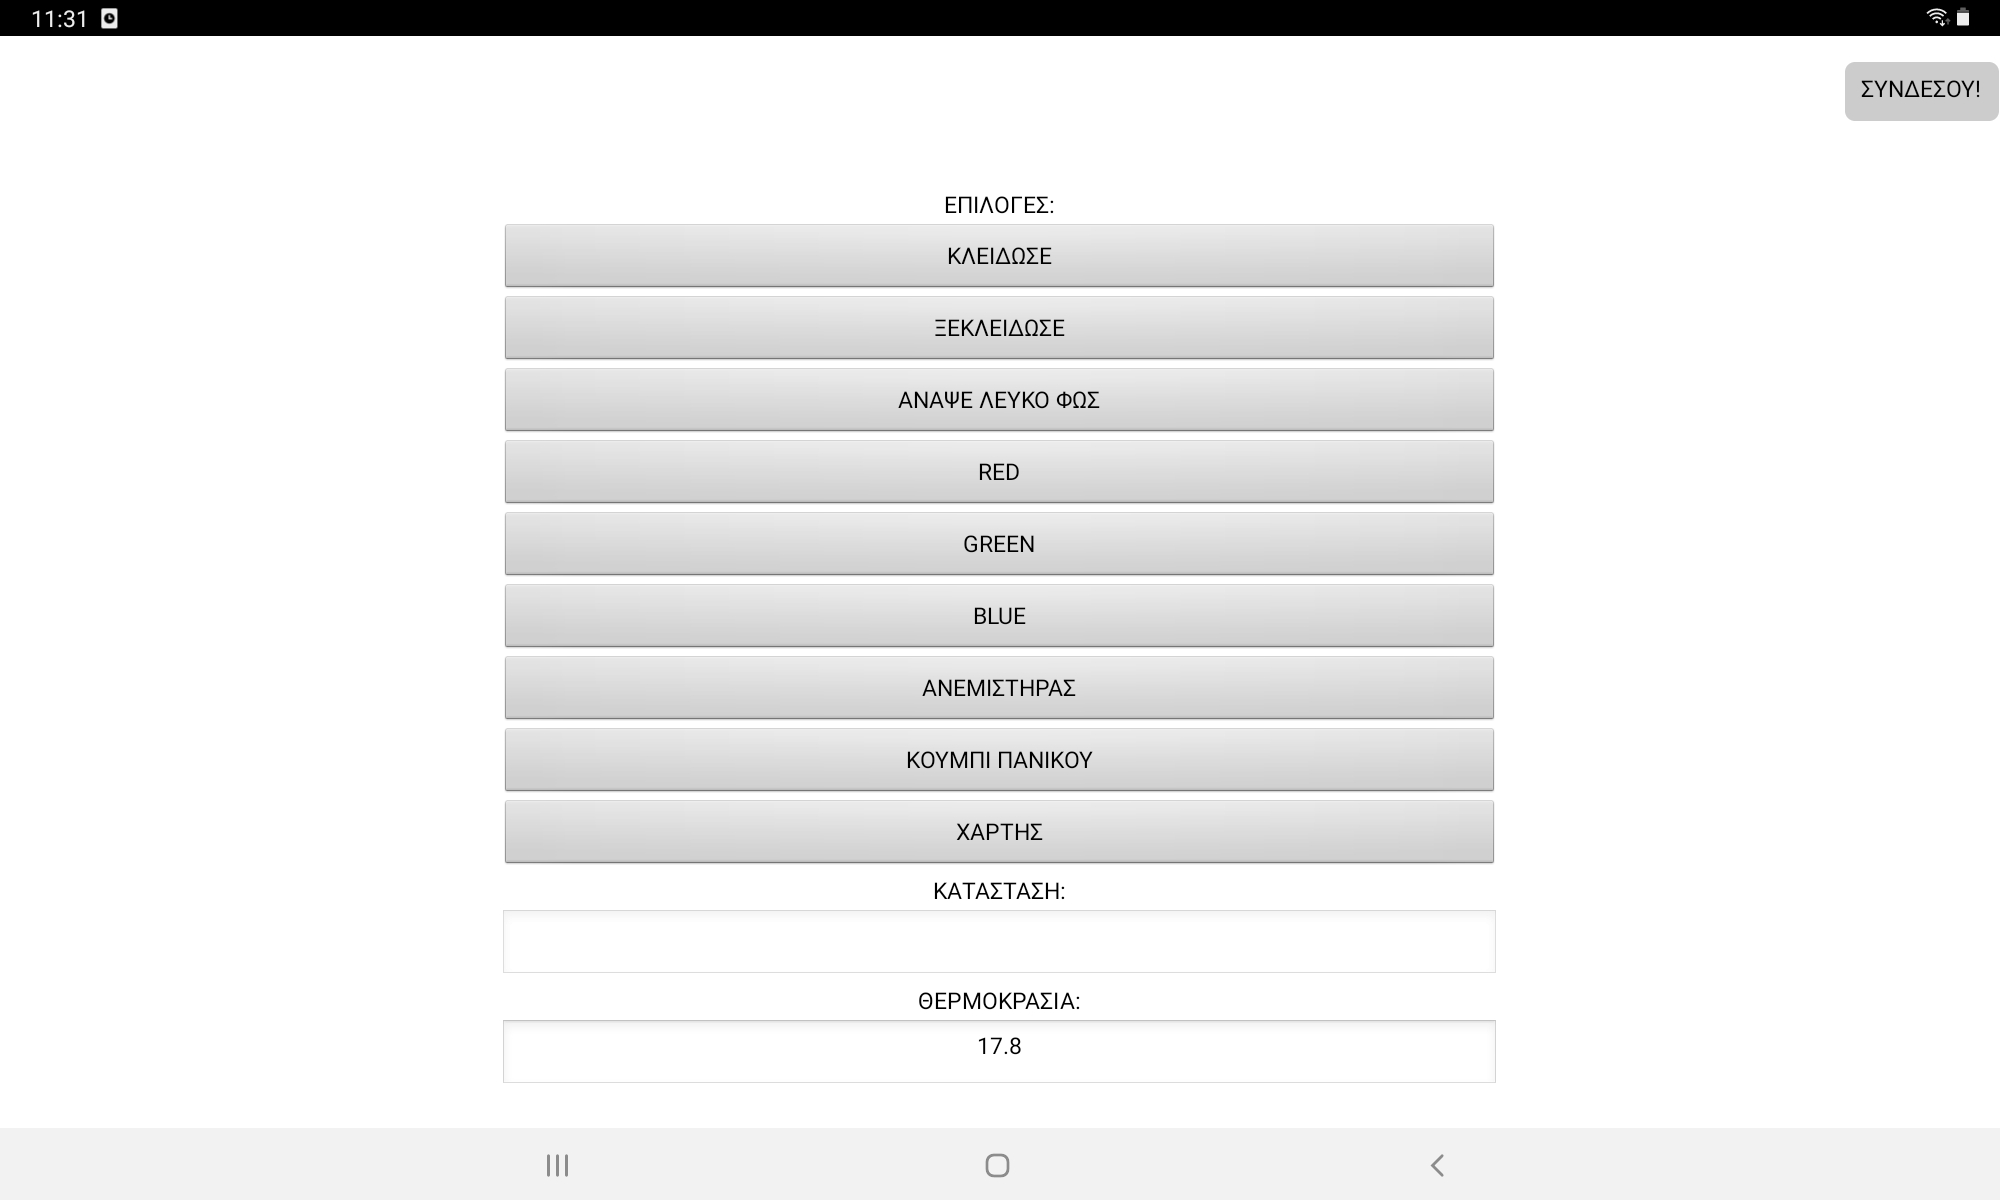 11:31
ΣΥΝΔΕΣΟΥ!
ΕΠΙΛΟΓΕΣ:
ΚΛΕΙΔΩΣΕ
ΞΕΚΛΕΙΔΩΣΕ
ΑΝΑΨΕ ΛΕΥΚΟ ΦΩΣ
RED
GREEN
BLUE
ΑΝΕΜΙΣΤΗΡΑΣ
ΚΟΥΜΠΙ ΠΑΝΙΚΟΥ
ΧΑΡΤΗΣ
ΚΑΤΑΣΤΑΣΗ:
ΘΕΡΜΟΚΡΑΣΙΑ:
17.8